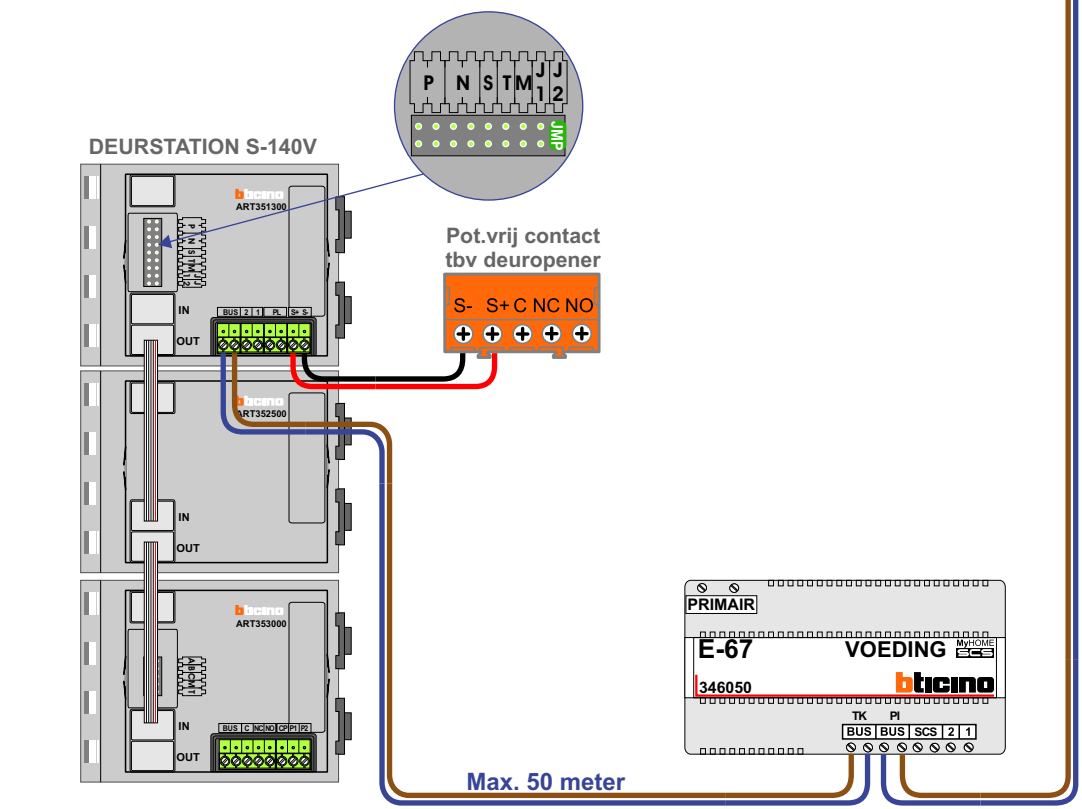 P N S T M J1 J2
JMP
DEURSTATION S-140V
bticino
ART351300
P N S T M J1 J2
IN
OUT
BUS 2 1 PL S+ S-
Pot.vrij contact
tbv deuropener
S- S+ C NC NO
bticino
ART352500
IN
OUT
bticino
ART353000
A B C M T
IN
OUT
BUS C NC NO CP P1 P2
PRIMAIR
E-67 VOEDING MyHOME SCS
346050 bticino
TK PI
BUS BUS SCS 2 1
Max. 50 meter